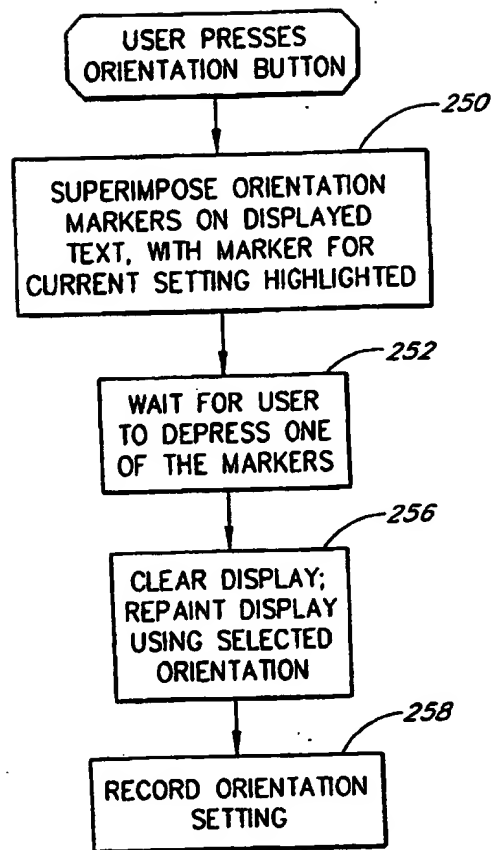 USER PRESSES
ORIENTATION BUTTON
250
SUPERIMPOSE ORIENTATION
MARKERS ON DISPLAYED
TEXT, WITH MARKER FOR
CURRENT SETTING HIGHLIGHTED
252
WAIT FOR USER
TO DEPRESS ONE
OF THE MARKERS
256
CLEAR DISPLAY;
REPAINT DISPLAY
USING SELECTED
ORIENTATION
258
RECORD ORIENTATION
SETTING